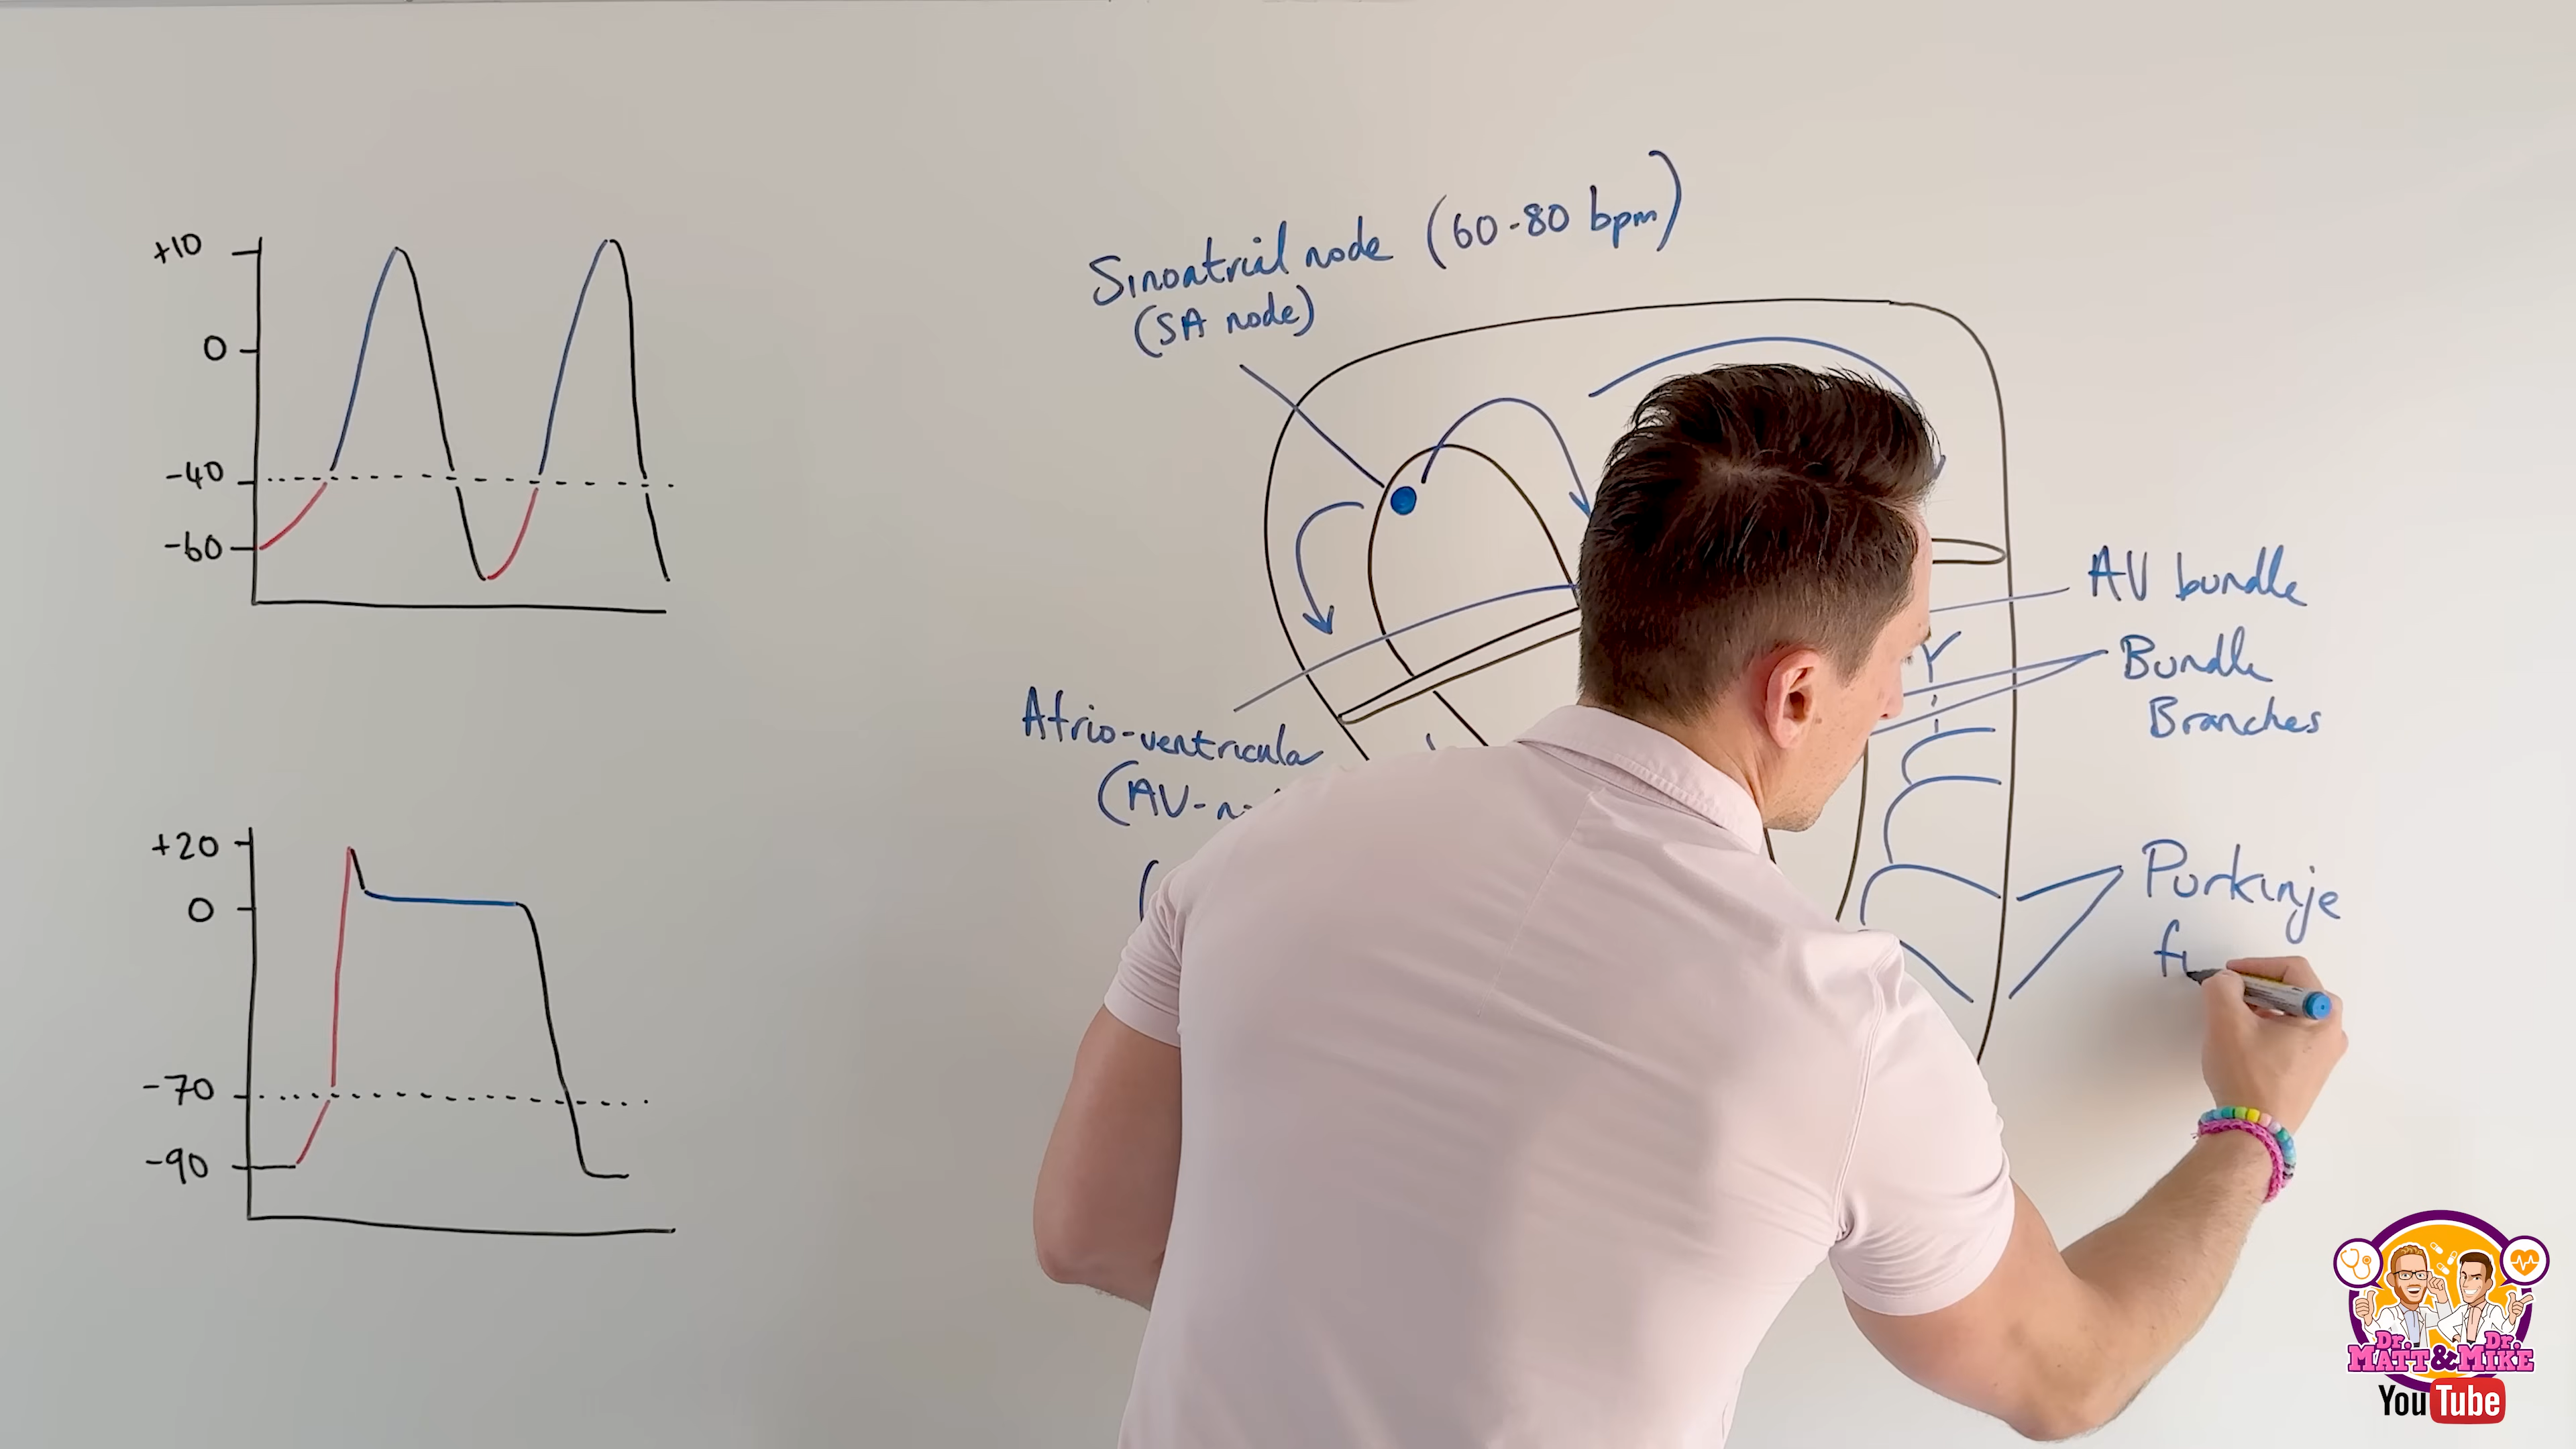 +10
0
-40
-60
+20
0
-70
-90
Sinoatrial node (60-80 bpm)
(SA node)
Atrio-ventricula
(AV-n
(
AV bundle
Bundle
Branches
Purkinje
fi
Dr. Dr.
MATT & MIKE
YouTube